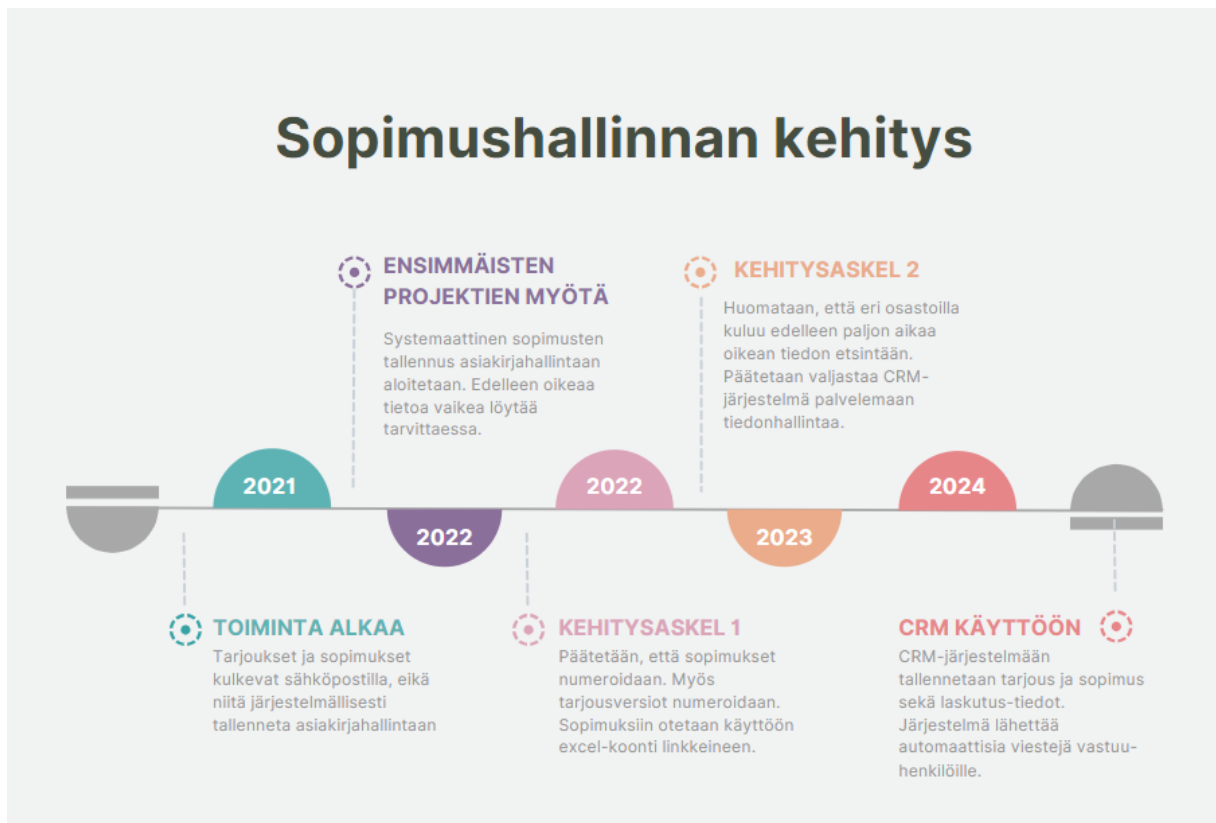 Sopimushallinnan kehitys
ENSIMMÄISTEN
PROJEKTIEN MYÖTÄ
Systemaattinen sopimusten
tallennus asiakirjahallintaan
aloitetaan. Edelleen oikeaa
tietoa vaikea löytää
tarvittaessa.
KEHITYSASKEL 2
Huomataan, että eri osastoilla
kuluu edelleen paljon aikaa
oikean tiedon etsintään.
Päätetaan valjastaa CRM-
järjestelmä palvelemaan
tiedonhallintaa.
2021
2022
2022
2023
2024
TOIMINTA ALKAA
Tarjoukset ja sopimukset
kulkevat sähköpostilla, eikä
niitä järjestelmällisesti
tallenneta asiakirjahallintaan
KEHITYSASKEL 1
Päätetään, että sopimukset
numeroidaan. Myös
tarjousversiot numeroidaan.
Sopimuksiin otetaan käyttöön
excel-koonti linkkeineen.
CRM KÄYTTÖÖN
CRM-järjestelmään
tallennetaan tarjous ja sopimus
sekä laskutus-tiedot.
Järjestelmä lähettää
automaattisia viestejä vastuu-
henkilöille.